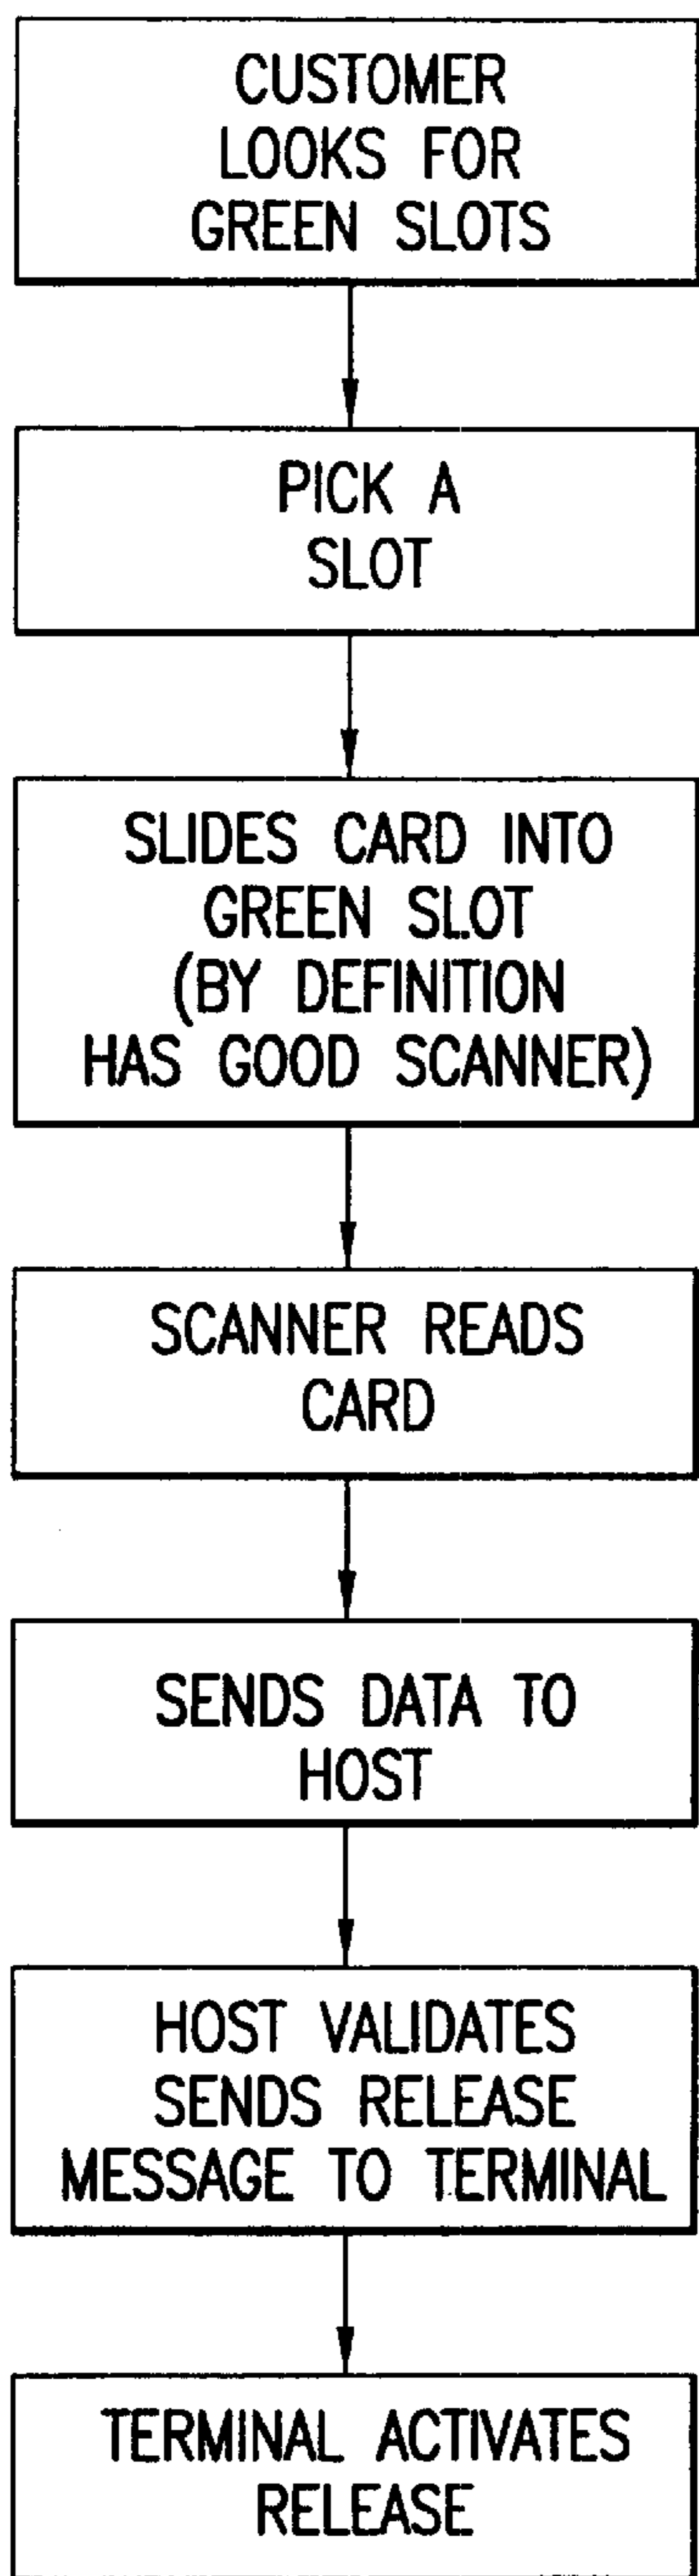 CUSTOMER
LOOKS FOR
GREEN SLOTS
PICK A
SLOT
SLIDES CARD INTO
GREEN SLOT
(BY DEFINITION
HAS GOOD SCANNER)
SCANNER READS
CARD
SENDS DATA TO
HOST
HOST VALIDATES
SENDS RELEASE
MESSAGE TO TERMINAL
TERMINAL ACTIVATES
RELEASE